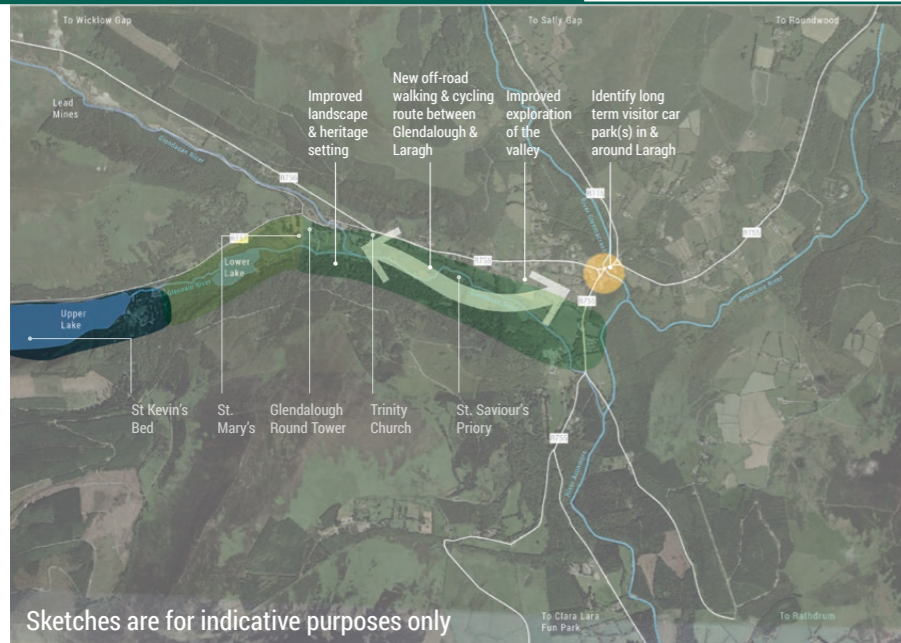 To Wicklow Gap
To Sally Gap
To Roundwood
Lead
Mines
Improved
landscape
& heritage
setting
New off-road
walking & cycling
route between
Glendalough &
Laragh
Improved
exploration
of the
valley
Identify long
term visitor car
park(s) in &
around Laragh
R756
R115
R755
R756
R755
Lower
Lake
Upper
Lake
St Kevin's
Bed
St.
Mary's
Glendalough
Round Tower
Trinity
Church
St. Saviour's
Priory
R755
Sketches are for indicative purposes only
To Clara Lara
Fun Park
To Rathdrum